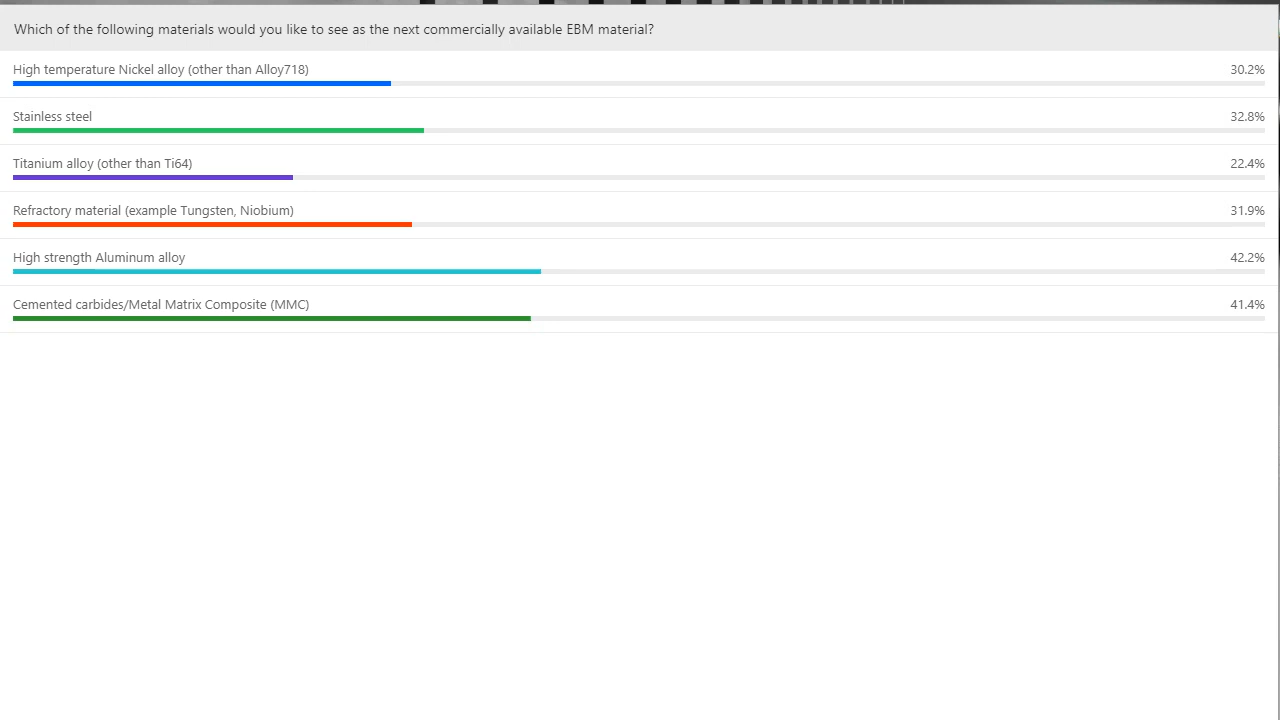 Which of the following materials would you like to see as the next commercially available EBM material?
High temperature Nickel alloy (other than Alloy718) 30.2%
Stainless steel 32.8%
Titanium alloy (other than Ti64) 22.4%
Refractory material (example Tungsten, Niobium) 31.9%
High strength Aluminum alloy 42.2%
Cemented carbides/Metal Matrix Composite (MMC) 41.4%